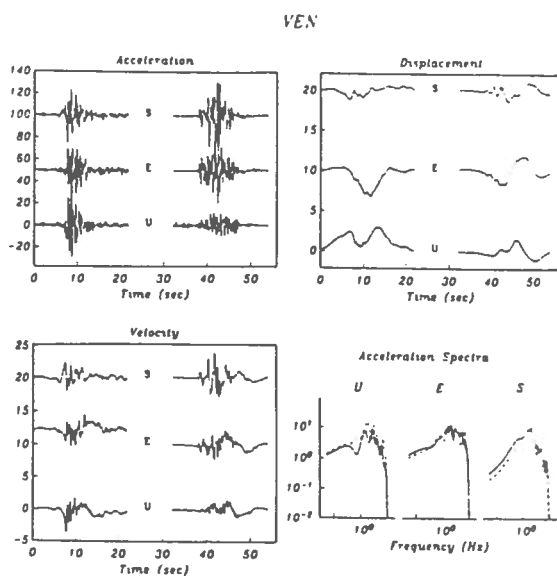 VEN
Acceleration
140
120
100
80
60
40
20
0
-20
S
E
U
0 10 20 30 40 50
Time (sec)
Displacement
20
15
10
5
0
S
E
U
0 10 20 30 40 50
Time (sec)
Velocity
25
20
15
10
5
0
-5
S
E
U
0 10 20 30 40 50
Time (sec)
Acceleration Spectra
U E S
10²
10¹
10⁰
10⁻¹
10⁻²
10⁰ 10⁰ 10⁰
Frequency (Hz)